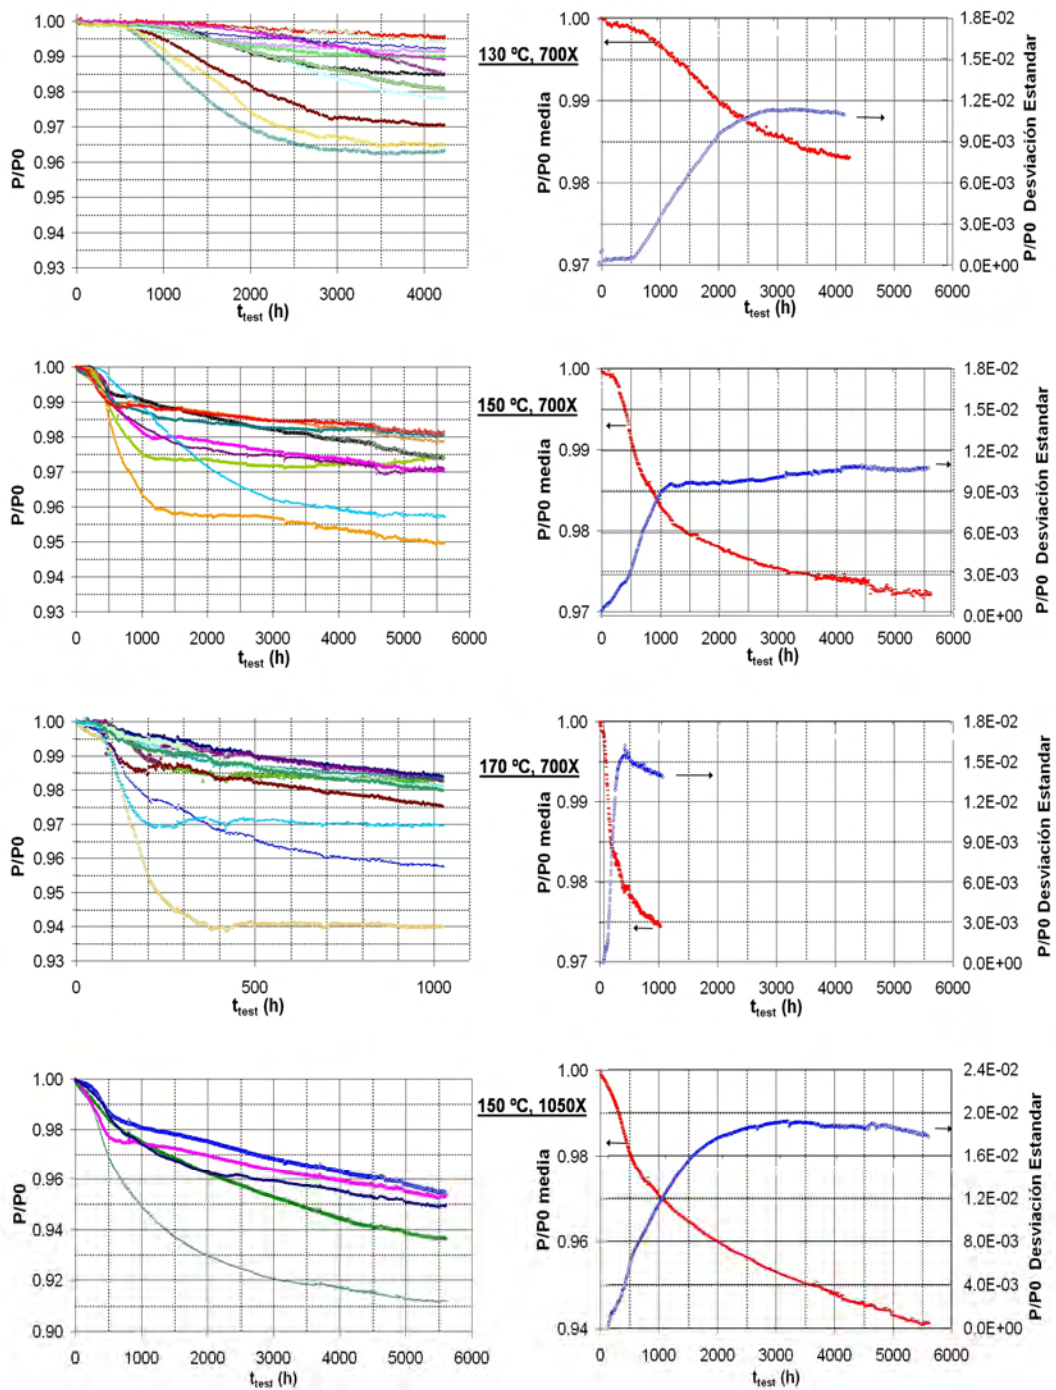 1.00
0.99
0.98
0.97
0.96
0.95
0.94
0.93
P/P0
0 1000 2000 3000 4000
t_test (h)
130 ºC, 700X
1.00
0.99
0.98
0.97
P/P0 media
1.8E-02
1.5E-02
1.2E-02
9.0E-03
6.0E-03
3.0E-03
0.0E+00
P/P0 Desviación Estandar
0 1000 2000 3000 4000 5000 6000
t_test (h)
1.00
0.99
0.98
0.97
0.96
0.95
0.94
0.93
P/P0
0 1000 2000 3000 4000 5000 6000
t_test (h)
150 ºC, 700X
1.00
0.99
0.98
0.97
P/P0 media
1.8E-02
1.5E-02
1.2E-02
9.0E-03
6.0E-03
3.0E-03
0.0E+00
P/P0 Desviación Estandar
0 1000 2000 3000 4000 5000 6000
t_test (h)
1.00
0.99
0.98
0.97
0.96
0.95
0.94
0.93
P/P0
0 500 1000
t_test (h)
170 ºC, 700X
1.00
0.99
0.98
0.97
P/P0 media
1.8E-02
1.5E-02
1.2E-02
9.0E-03
6.0E-03
3.0E-03
0.0E+00
P/P0 Desviación Estandar
0 1000 2000 3000 4000 5000 6000
t_test (h)
1.00
0.98
0.96
0.94
0.92
0.90
P/P0
0 1000 2000 3000 4000 5000 6000
t_test (h)
150 ºC, 1050X
1.00
0.98
0.96
0.94
P/P0 media
2.4E-02
2.0E-02
1.6E-02
1.2E-02
8.0E-03
4.0E-03
0.0E+00
P/P0 Desviación Estandar
0 1000 2000 3000 4000 5000 6000
t_test (h)